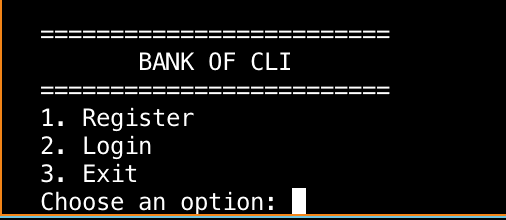 =========================
BANK OF CLI
=========================
1. Register
2. Login
3. Exit
Choose an option: